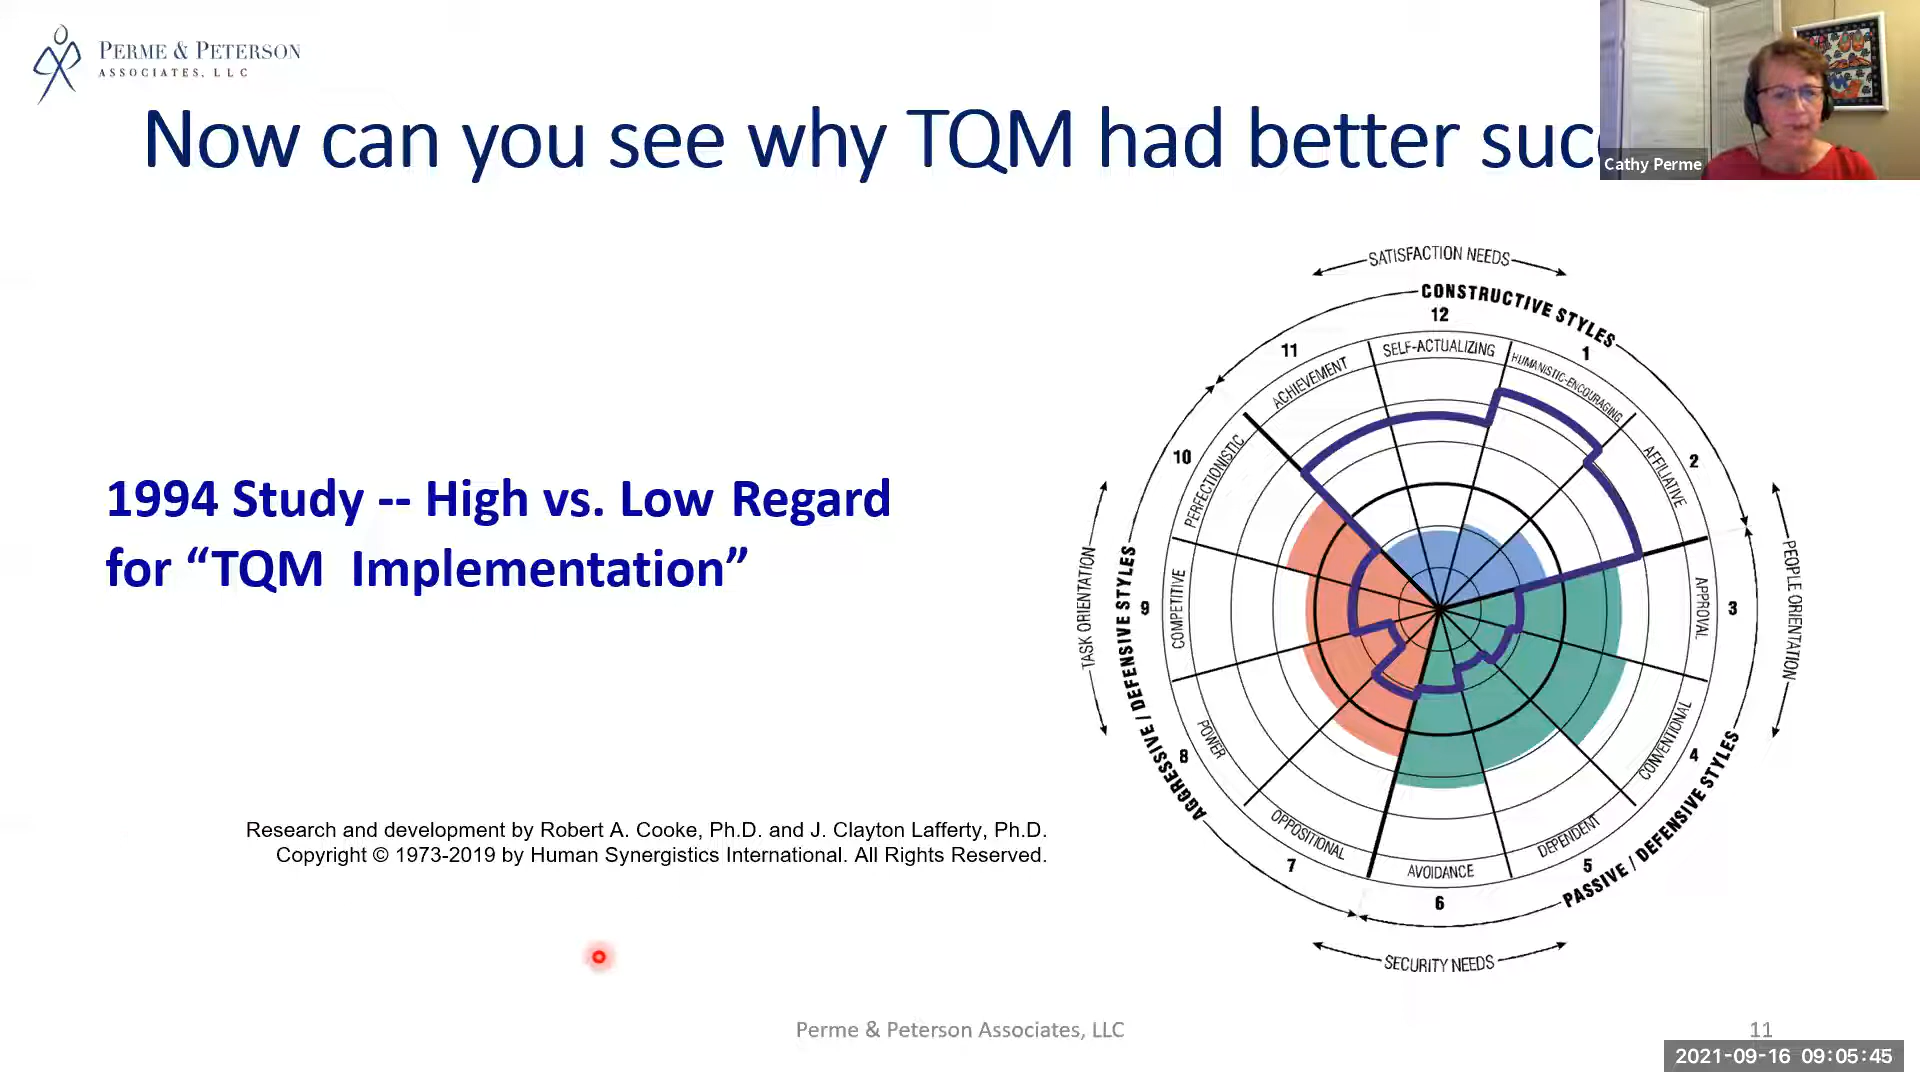 PERME & PETERSON
ASSOCIATES, LLC
Now can you see why TQM had better suc
Cathy Perme
1994 Study -- High vs. Low Regard
for “TQM Implementation”
SATISFACTION NEEDS
CONSTRUCTIVE STYLES
12
SELF-ACTUALIZING
1
HUMANISTIC-ENCOURAGING
2
AFFILIATIVE
PEOPLE ORIENTATION
3
APPROVAL
4
CONVENTIONAL
PASSIVE / DEFENSIVE STYLES
5
DEPENDENT
6
AVOIDANCE
SECURITY NEEDS
7
OPPOSITIONAL
8
POWER
AGGRESSIVE / DEFENSIVE STYLES
9
COMPETITIVE
TASK ORIENTATION
10
PERFECTIONISTIC
11
ACHIEVEMENT
Research and development by Robert A. Cooke, Ph.D. and J. Clayton Lafferty, Ph.D.
Copyright © 1973-2019 by Human Synergistics International. All Rights Reserved.
Perme & Peterson Associates, LLC
11
2021-09-16 09:05:45